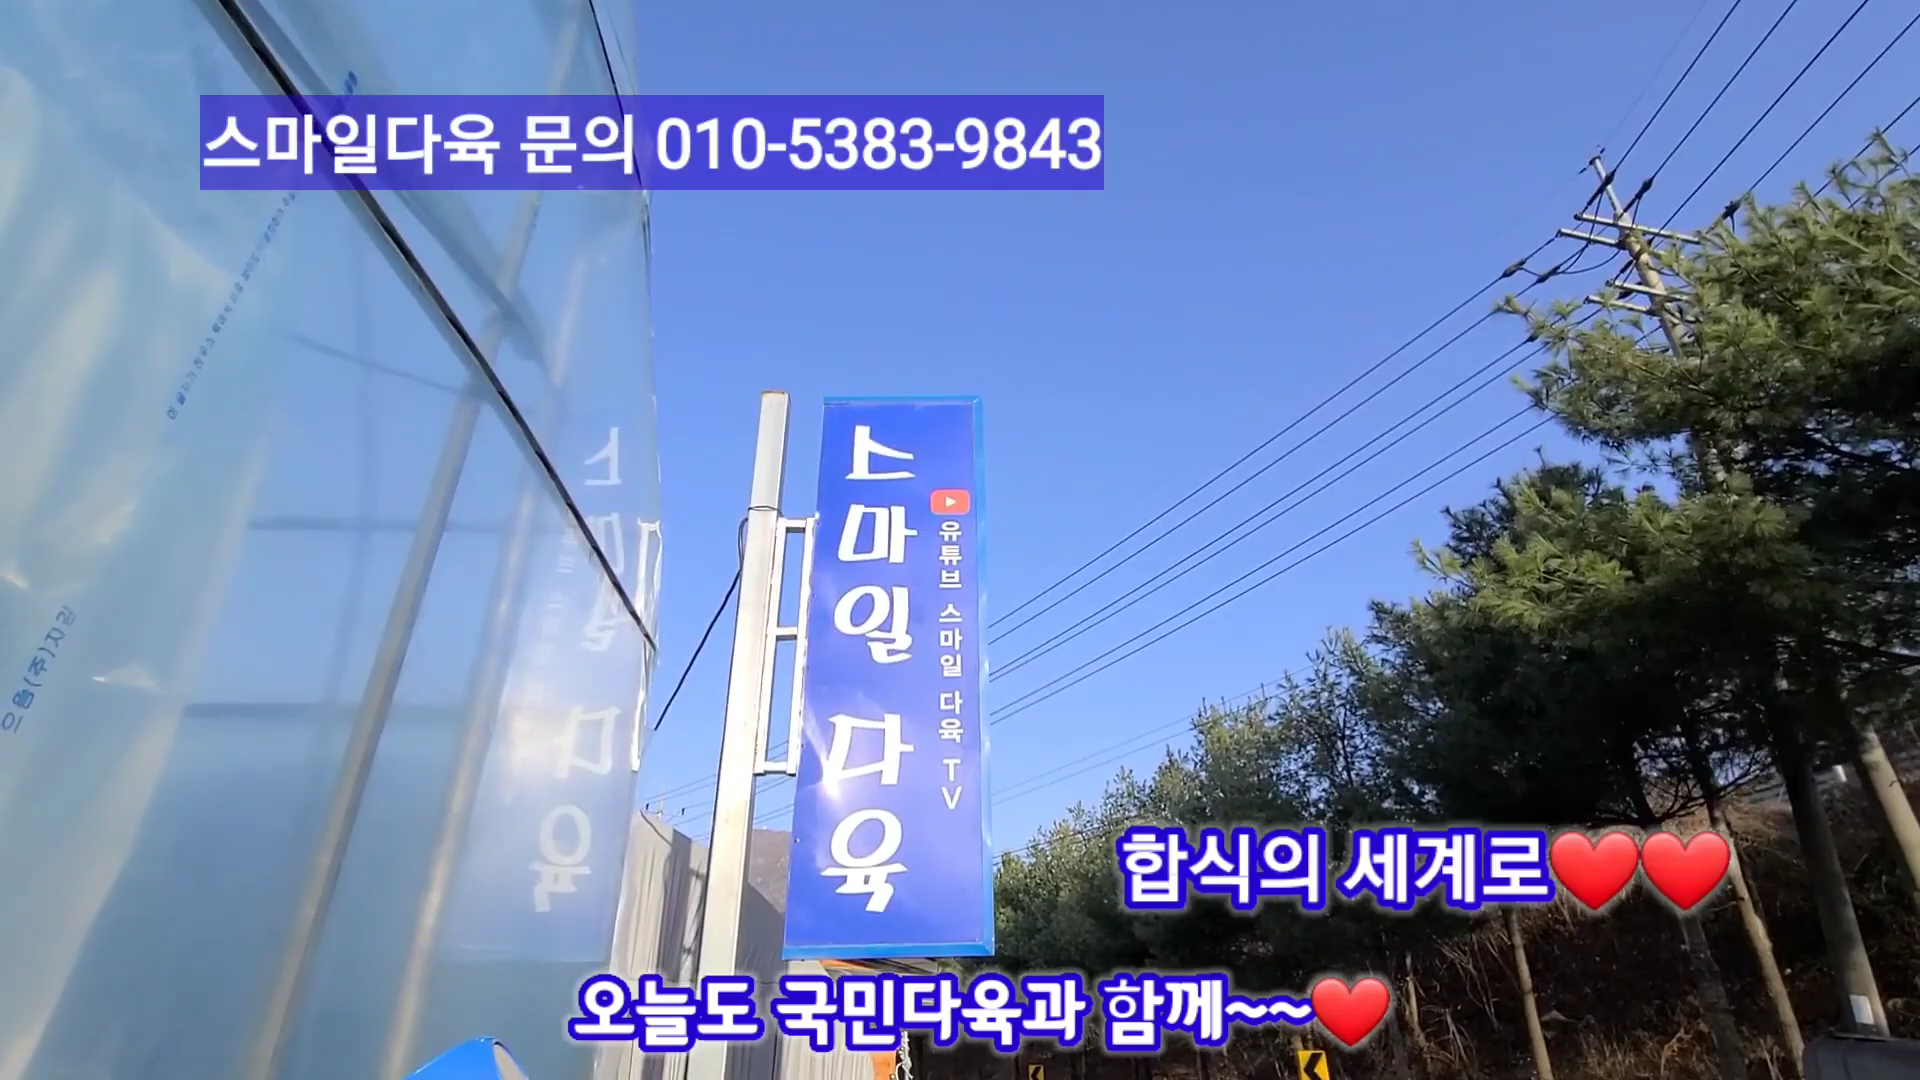 스마일다육 문의 010-5383-9843
스마일 다육
유튜브 스마일 다육 TV
합식의 세계로❤️❤️
오늘도 국민다육과 함께~~❤️